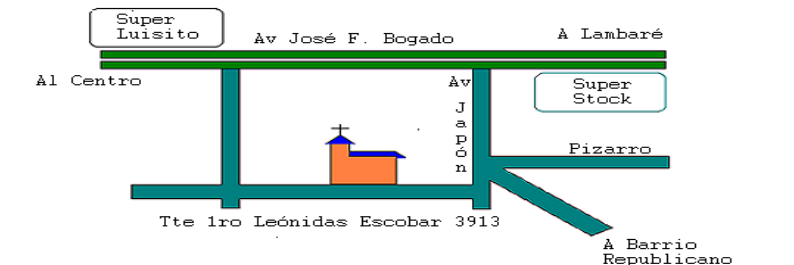 Super
Luisito
Av José F. Bogado
A Lambaré
Al Centro
Av
Japón
Super
Stock
Pizarro
Tte 1ro Leónidas Escobar 3913
A Barrio
Republicano